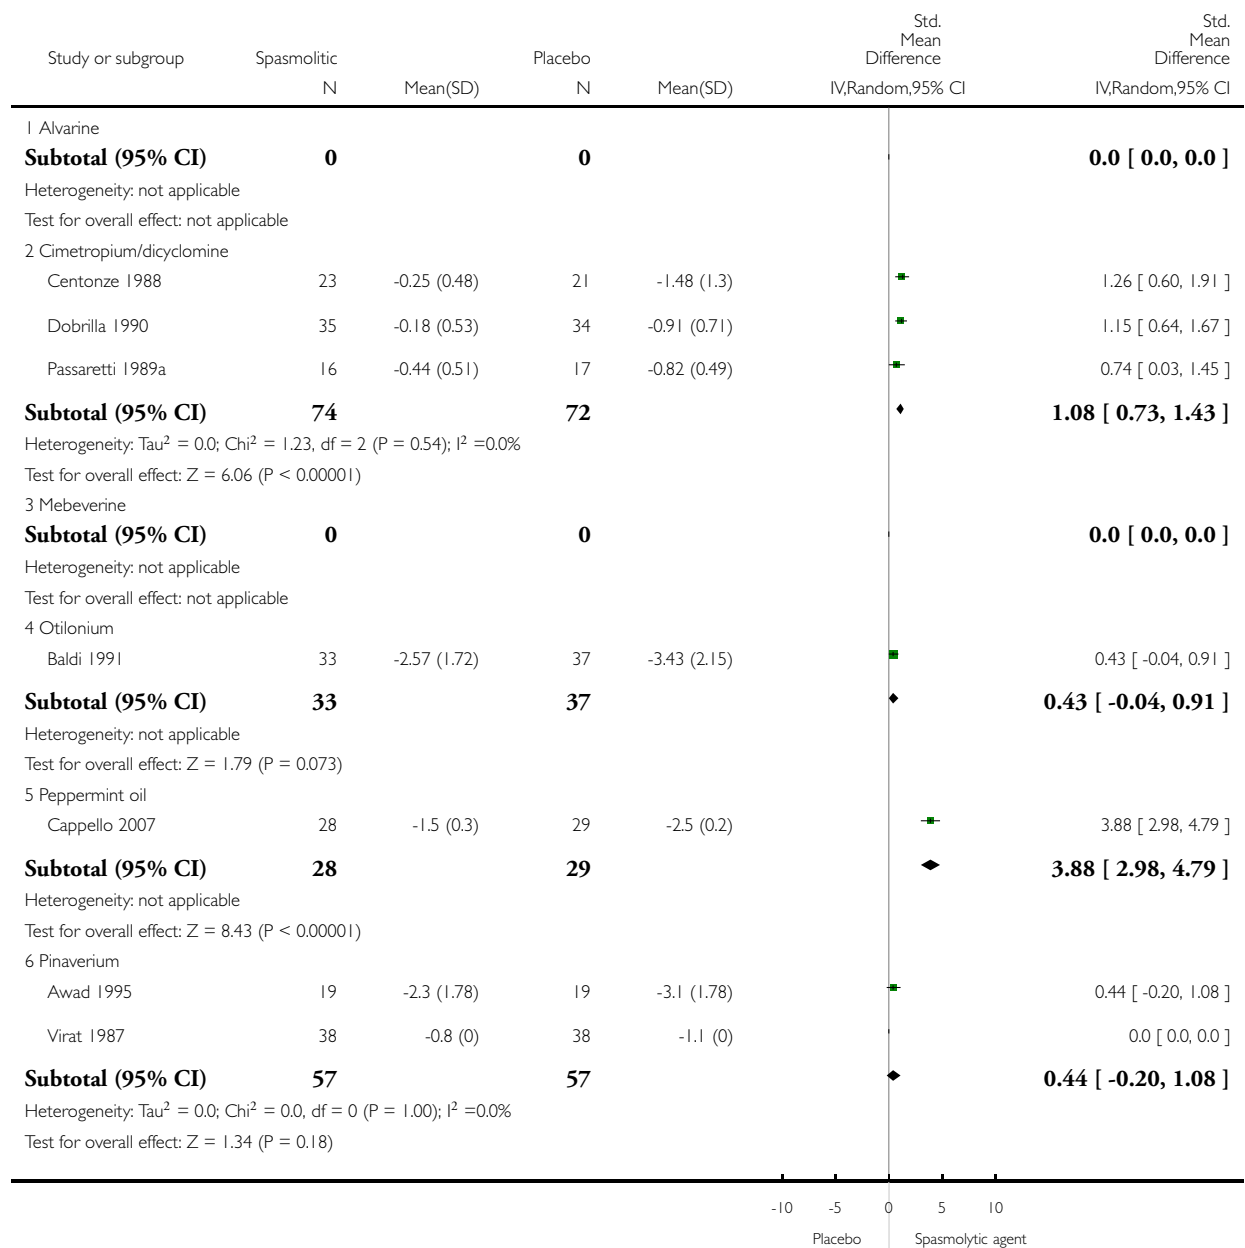 Std.
Mean
Difference
Std.
Mean
Difference
Study or subgroup Spasmolitic Placebo
N Mean(SD) N Mean(SD) IV,Random,95% CI IV,Random,95% CI
1 Alvarine
Subtotal (95% CI) 0 0 0.0 [ 0.0, 0.0 ]
Heterogeneity: not applicable
Test for overall effect: not applicable
2 Cimetropium/dicyclomine
Centonze 1988 23 -0.25 (0.48) 21 -1.48 (1.3) 1.26 [ 0.60, 1.91 ]
Dobrilla 1990 35 -0.18 (0.53) 34 -0.91 (0.71) 1.15 [ 0.64, 1.67 ]
Passaretti 1989a 16 -0.44 (0.51) 17 -0.82 (0.49) 0.74 [ 0.03, 1.45 ]
Subtotal (95% CI) 74 72 1.08 [ 0.73, 1.43 ]
Heterogeneity: Tau² = 0.0; Chi² = 1.23, df = 2 (P = 0.54); I² =0.0%
Test for overall effect: Z = 6.06 (P < 0.00001)
3 Mebeverine
Subtotal (95% CI) 0 0 0.0 [ 0.0, 0.0 ]
Heterogeneity: not applicable
Test for overall effect: not applicable
4 Otilonium
Baldi 1991 33 -2.57 (1.72) 37 -3.43 (2.15) 0.43 [ -0.04, 0.91 ]
Subtotal (95% CI) 33 37 0.43 [ -0.04, 0.91 ]
Heterogeneity: not applicable
Test for overall effect: Z = 1.79 (P = 0.073)
5 Peppermint oil
Cappello 2007 28 -1.5 (0.3) 29 -2.5 (0.2) 3.88 [ 2.98, 4.79 ]
Subtotal (95% CI) 28 29 3.88 [ 2.98, 4.79 ]
Heterogeneity: not applicable
Test for overall effect: Z = 8.43 (P < 0.00001)
6 Pinaverium
Awad 1995 19 -2.3 (1.78) 19 -3.1 (1.78) 0.44 [ -0.20, 1.08 ]
Virat 1987 38 -0.8 (0) 38 -1.1 (0) 0.0 [ 0.0, 0.0 ]
Subtotal (95% CI) 57 57 0.44 [ -0.20, 1.08 ]
Heterogeneity: Tau² = 0.0; Chi² = 0.0, df = 0 (P = 1.00); I² =0.0%
Test for overall effect: Z = 1.34 (P = 0.18)
-10 -5 0 5 10
Placebo Spasmolytic agent